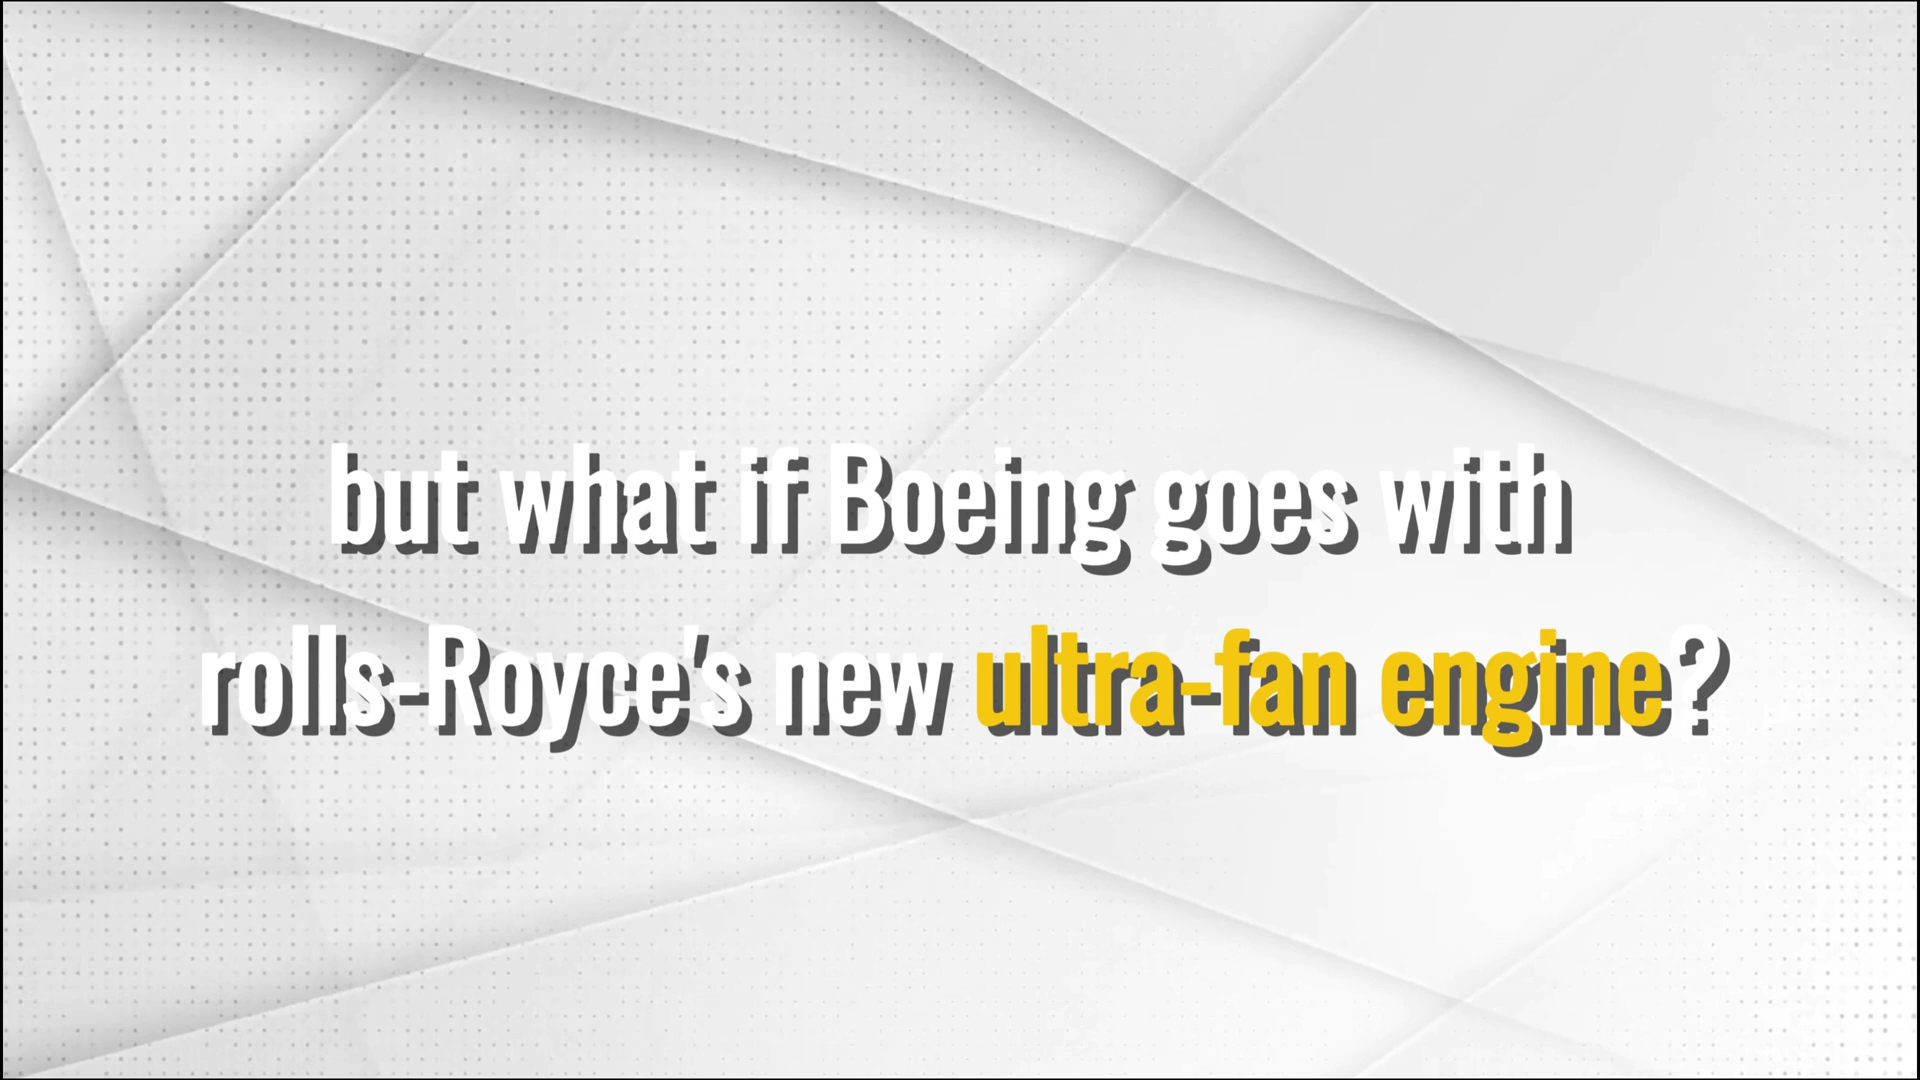 but what if Boeing goes with
rolls-Royce's new ultra-fan engine?